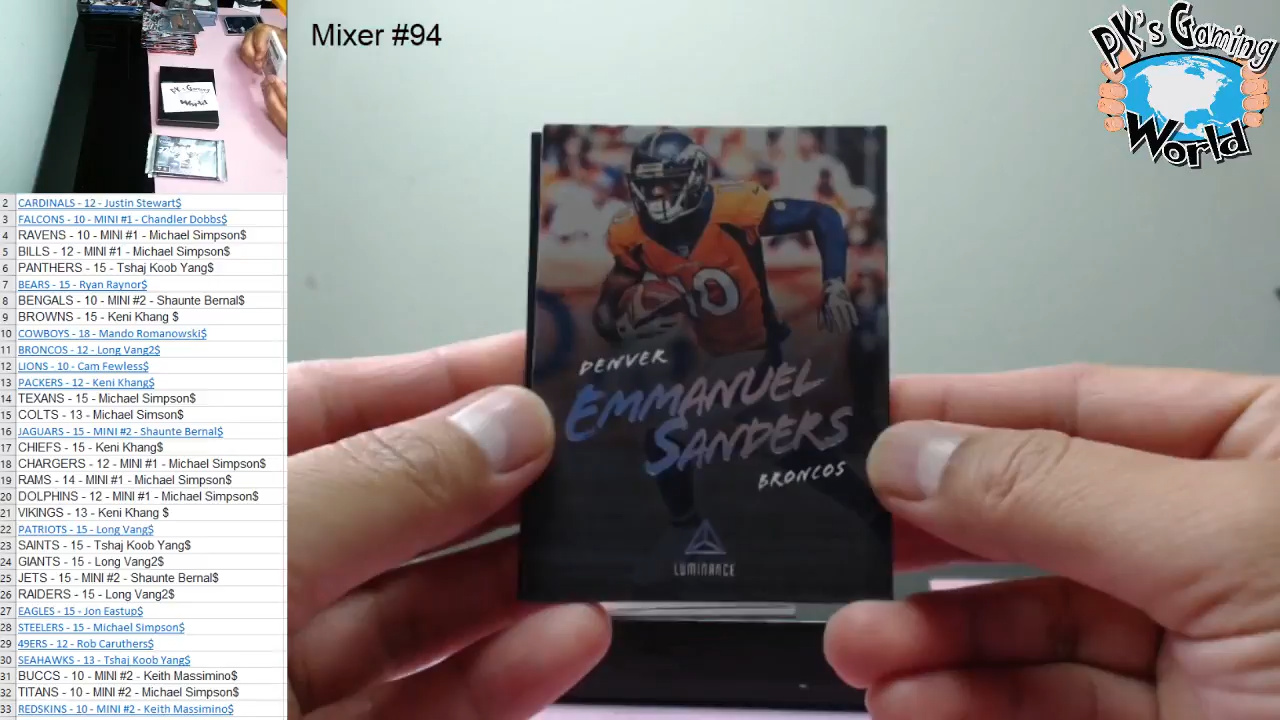 Mixer #94
PK's Gaming
World
PK's Gaming
World
2 CARDINALS - 12 - Justin Stewart$
3 FALCONS - 10 - MINI #1 - Chandler Dobbs$
4 RAVENS - 10 - MINI #1 - Michael Simpson$
5 BILLS - 12 - MINI #1 - Michael Simpson$
6 PANTHERS - 15 - Tshaj Koob Yang$
7 BEARS - 15 - Ryan Raynor$
8 BENGALS - 10 - MINI #2 - Shaunte Bernal$
9 BROWNS - 15 - Keni Khang $
10 COWBOYS - 18 - Mando Romanowski$
11 BRONCOS - 12 - Long Vang2$
12 LIONS - 10 - Cam Fewless$
13 PACKERS - 12 - Keni Khang$
14 TEXANS - 15 - Michael Simpson$
15 COLTS - 13 - Michael Simson$
16 JAGUARS - 15 - MINI #2 - Shaunte Bernal$
17 CHIEFS - 15 - Keni Khang$
18 CHARGERS - 12 - MINI #1 - Michael Simpson$
19 RAMS - 14 - MINI #1 - Michael Simpson$
20 DOLPHINS - 12 - MINI #1 - Michael Simpson$
21 VIKINGS - 13 - Keni Khang $
22 PATRIOTS - 15 - Long Vang$
23 SAINTS - 15 - Tshaj Koob Yang$
24 GIANTS - 15 - Long Vang2$
25 JETS - 15 - MINI #2 - Shaunte Bernal$
26 RAIDERS - 15 - Long Vang2$
27 EAGLES - 15 - Jon Eastup$
28 STEELERS - 15 - Michael Simpson$
29 49ERS - 12 - Rob Caruthers$
30 SEAHAWKS - 13 - Tshaj Koob Yang$
31 BUCCS - 10 - MINI #2 - Keith Massimino$
32 TITANS - 10 - MINI #2 - Michael Simpson$
33 REDSKINS - 10 - MINI #2 - Keith Massimino$
10
DENVER
EMMANUEL
SANDERS
BRONCOS
LUMINANCE